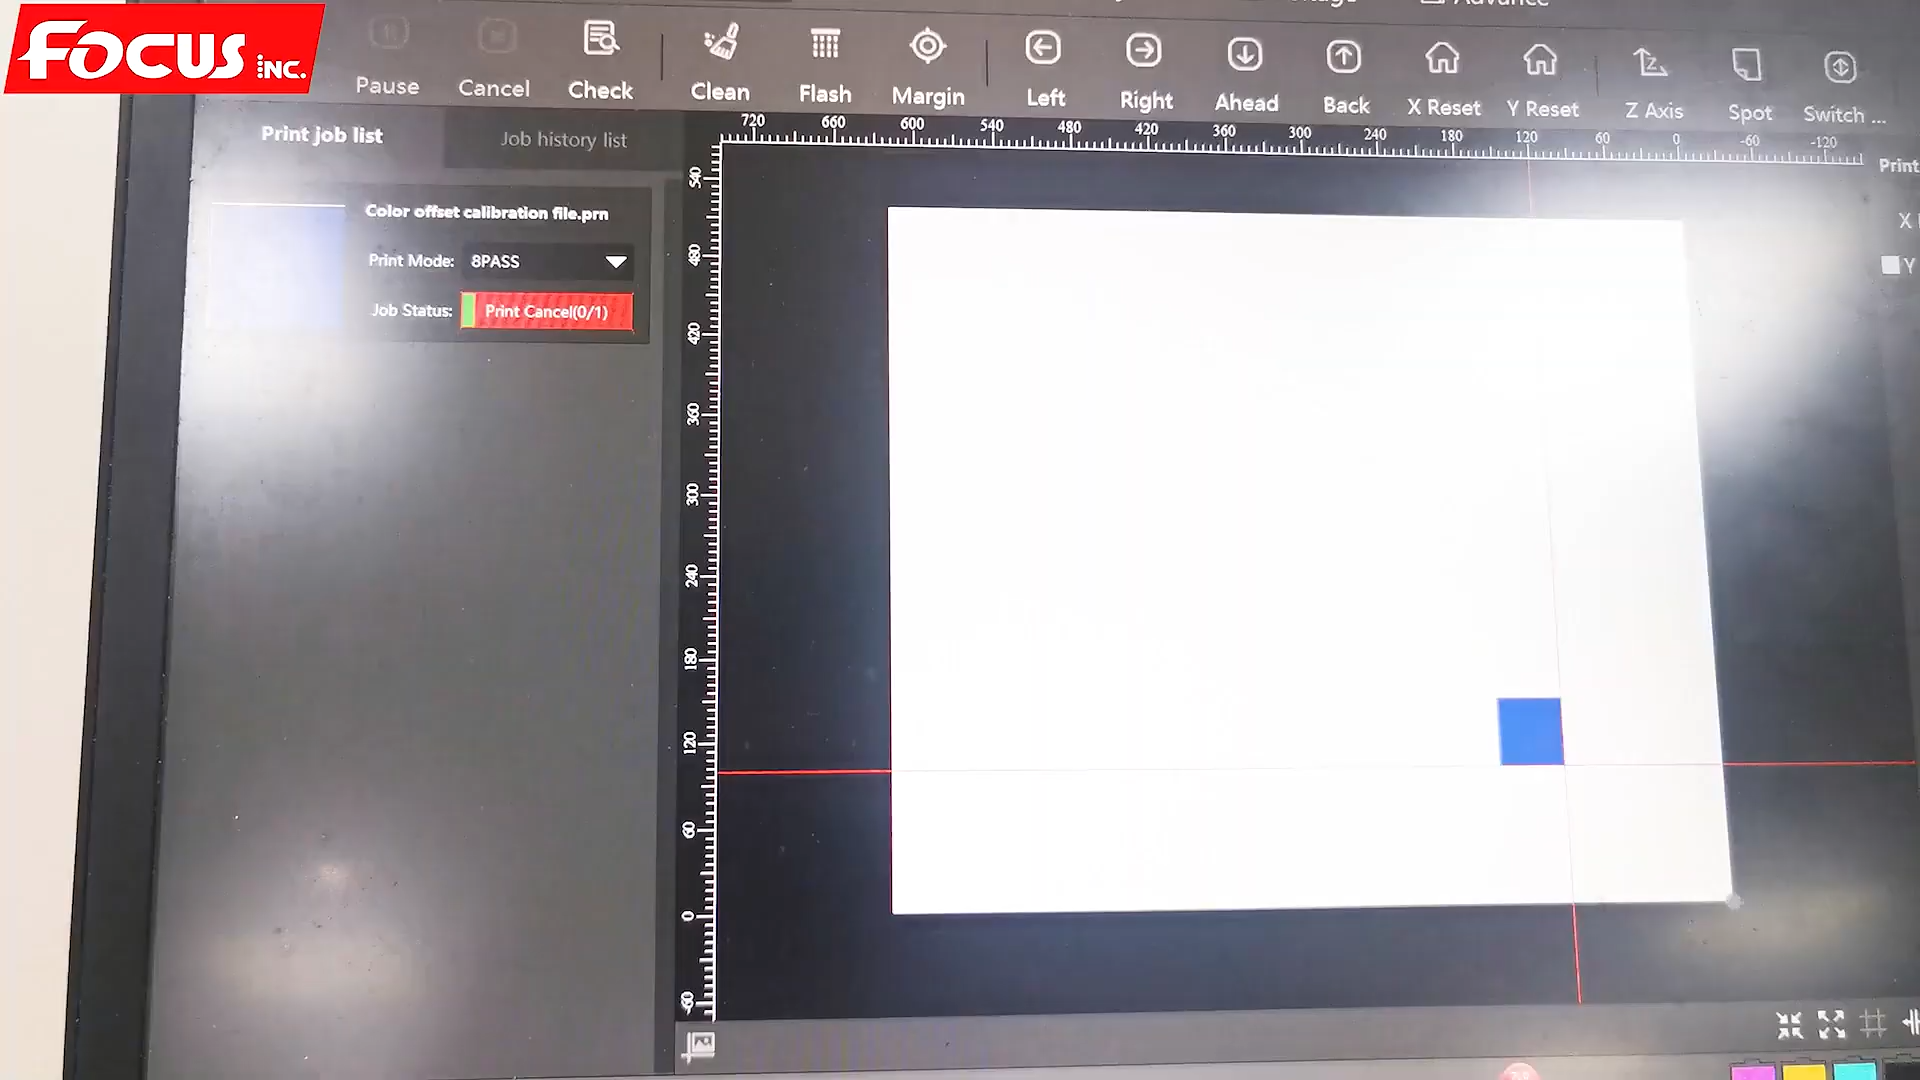 FOCUS INC.
Advance
Pause Cancel Check Clean Flash Margin Left Right Ahead Back X Reset Y Reset Z Axis Spot Switch ...
Print job list Job history list
720 660 600 540 480 420 360 300 240 180 120 60 0 -60 -120
Print
Color offset calibration file.prn
X
Print Mode: 8PASS
Y
Job Status: Print Cancel(0/1)
540
480
420
360
300
240
180
120
60
0
-60